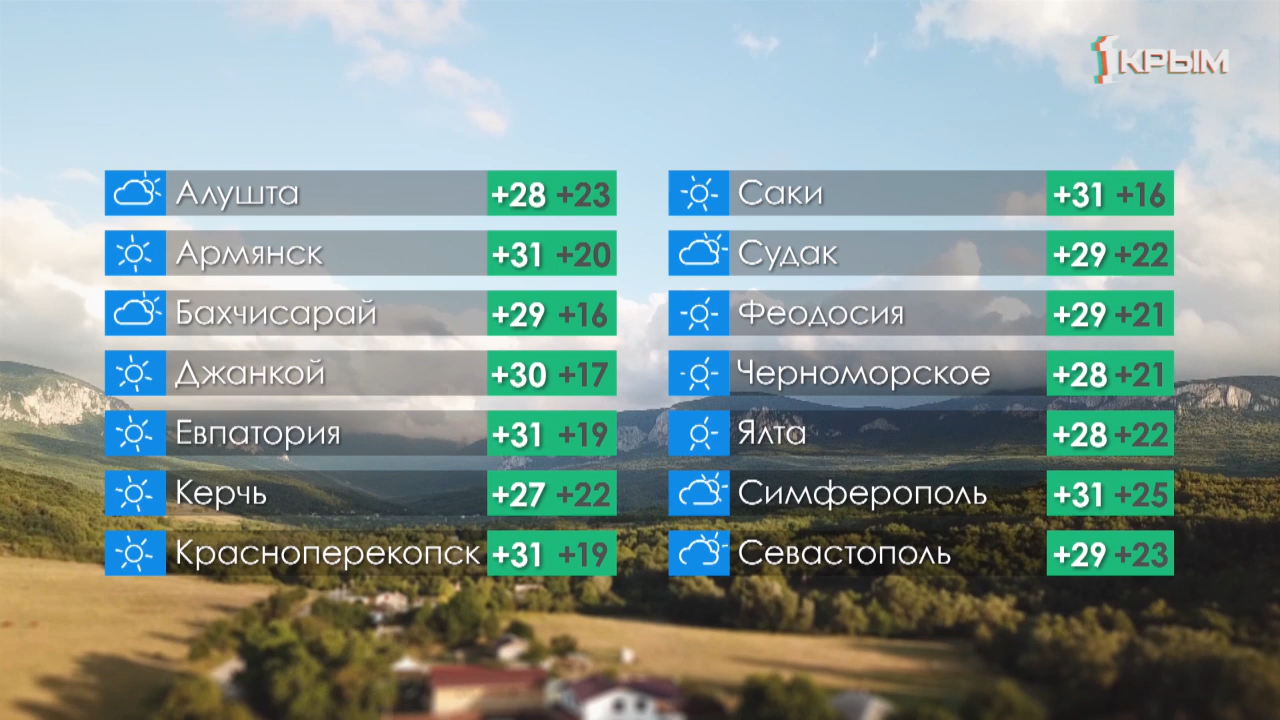 1КРЫМ
Алушта +28 +23
Армянск +31 +20
Бахчисарай +29 +16
Джанкой +30 +17
Евпатория +31 +19
Керчь +27 +22
Красноперекопск +31 +19
Саки +31 +16
Судак +29 +22
Феодосия +29 +21
Черноморское +28 +21
Ялта +28 +22
Симферополь +31 +25
Севастополь +29 +23